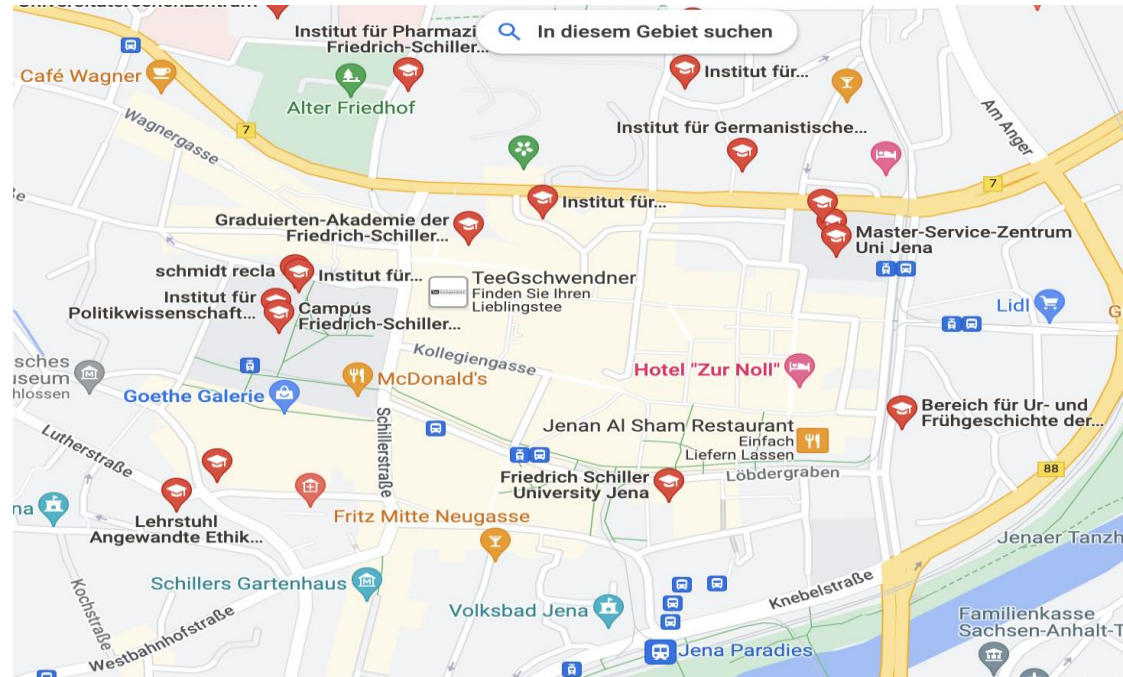 Universitätsrechenzentrum
Institut für Pharmazi
Friedrich-Schiller...
In diesem Gebiet suchen
Café Wagner
Alter Friedhof
Institut für...
Am Anger
Wagnergasse
7
Institut für Germanistische...
7
Institut für...
Graduierten-Akademie der
Friedrich-Schiller...
Master-Service-Zentrum
Uni Jena
schmidt recla
Institut für...
TeeGschwendner
Finden Sie Ihren
Lieblingstee
Institut für
Politikwissenschaft...
Campus
Friedrich-Schiller...
Lidl
G
Kollegiengasse
sches
useum
hlossen
McDonald's
Hotel "Zur Noll"
Goethe Galerie
Schillerstraße
Bereich für Ur- und
Frühgeschichte der...
Jenan Al Sham Restaurant
Einfach
Liefern Lassen
Lutherstraße
88
Löbdergraben
Friedrich Schiller
University Jena
na
Lehrstuhl
Angewandte Ethik...
Fritz Mitte Neugasse
Jenaer Tanzh
Schillers Gartenhaus
Knebelstraße
Kochstraße
Volksbad Jena
Westbahnhofstraße
Familienkasse
Sachsen-Anhalt-T
Jena Paradies